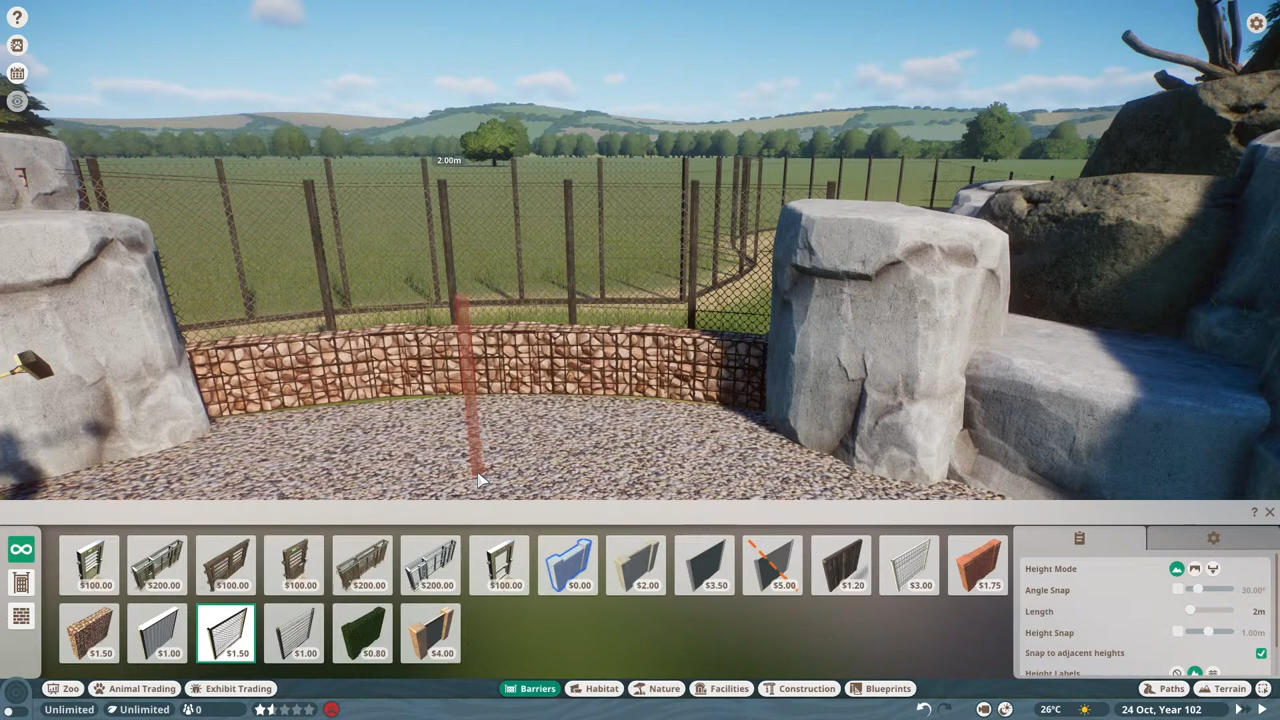 ?
2.00m
?
$100.00 $200.00 $100.00 $100.00 $200.00 $200.00 $100.00 $0.00 $2.00 $3.50 $5.00 $1.20 $3.00 $1.75
$1.50 $1.00 $1.50 $1.00 $0.80 $4.00
Height Mode
Angle Snap 30.00°
Length 2m
Height Snap 1.00m
Snap to adjacent heights
Height Labels
Zoo Animal Trading Exhibit Trading Barriers Habitat Nature Facilities Construction Blueprints Paths Terrain
Unlimited Unlimited 0 26°C 24 Oct, Year 102